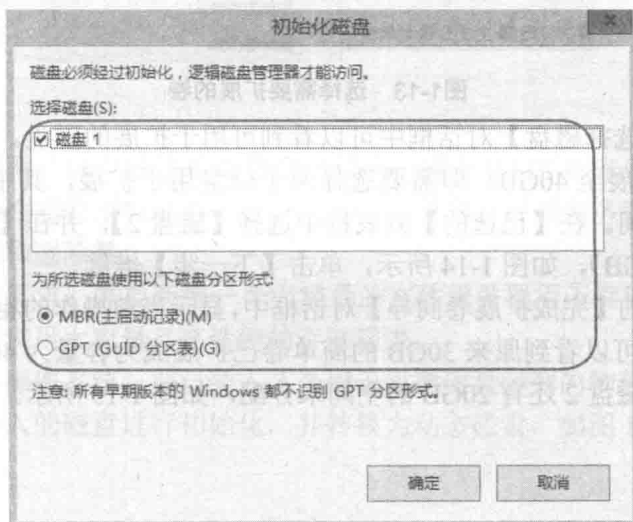 初始化磁盘
磁盘必须经过初始化，逻辑磁盘管理器才能访问。
选择磁盘(S):
磁盘 1
为所选磁盘使用以下磁盘分区形式:
MBR(主启动记录)(M)
GPT (GUID 分区表)(G)
注意: 所有早期版本的 Windows 都不识别 GPT 分区形式。
确定
取消